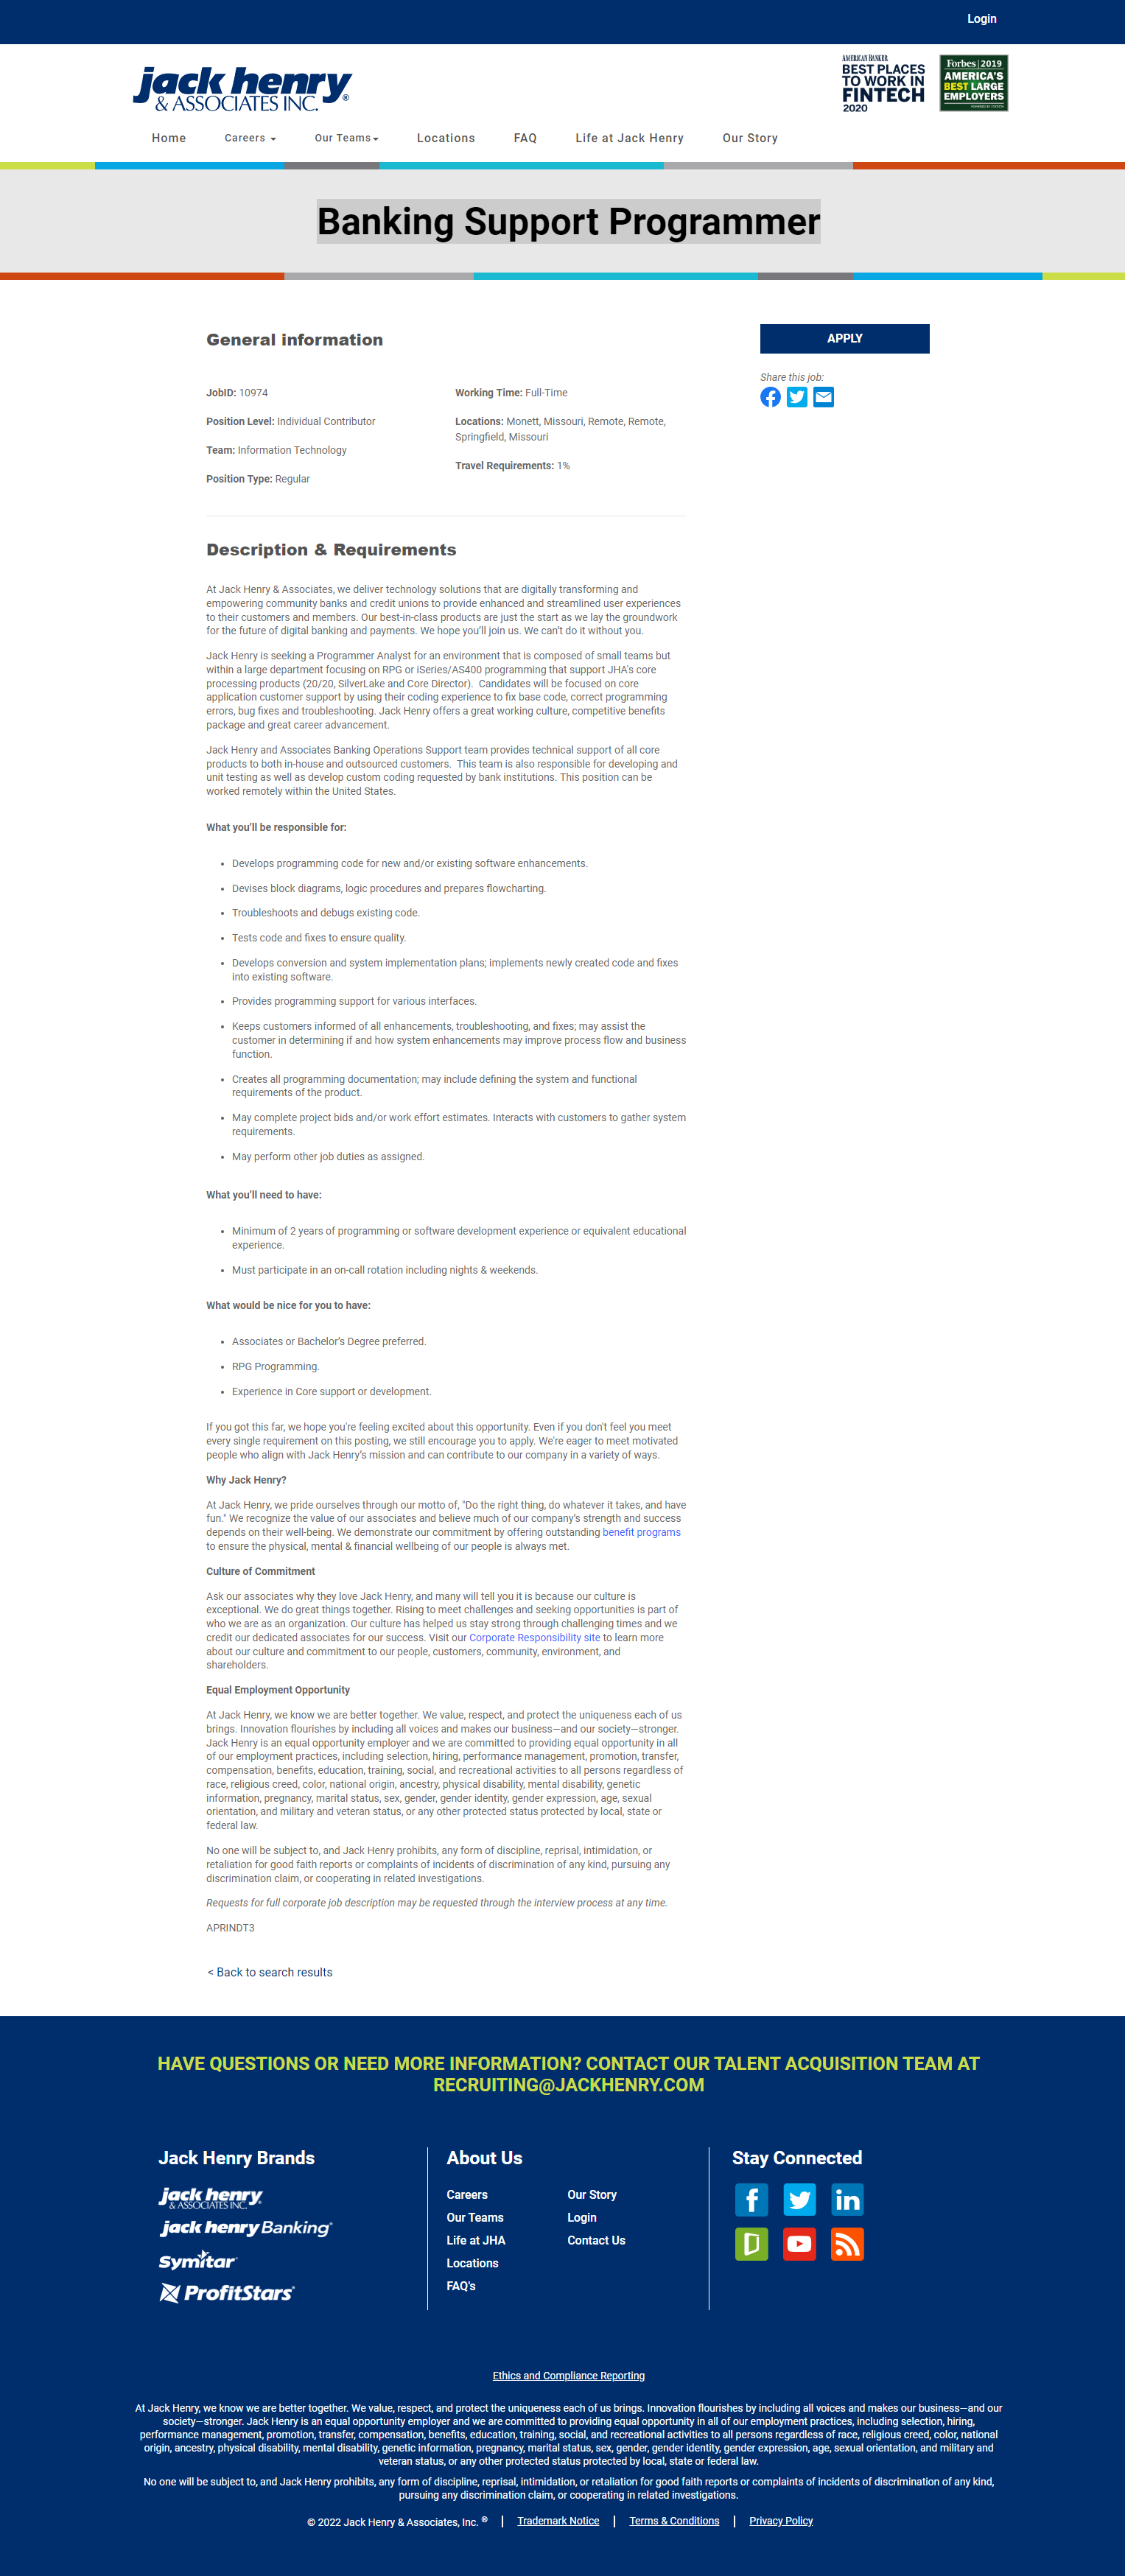 Login
jack henry ®
& ASSOCIATES INC.
AMERICAN BANKER
BEST PLACES
TO WORK IN
FINTECH
2020
Forbes | 2019
AMERICA'S
BEST LARGE
EMPLOYERS
Home Careers Our Teams Locations FAQ Life at Jack Henry Our Story
Banking Support Programmer
General information
JobID: 10974
Position Level: Individual Contributor
Team: Information Technology
Position Type: Regular
Working Time: Full-Time
Locations: Monett, Missouri, Remote, Remote,
Springfield, Missouri
Travel Requirements: 1%
APPLY
Share this job:
Description & Requirements
At Jack Henry & Associates, we deliver technology solutions that are digitally transforming and
empowering community banks and credit unions to provide enhanced and streamlined user experiences
to their customers and members. Our best-in-class products are just the start as we lay the groundwork
for the future of digital banking and payments. We hope you’ll join us. We can’t do it without you.
Jack Henry is seeking a Programmer Analyst for an environment that is composed of small teams but
within a large department focusing on RPG or iSeries/AS400 programming that support JHA’s core
processing products (20/20, SilverLake and Core Director). Candidates will be focused on core
application customer support by using their coding experience to fix base code, correct programming
errors, bug fixes and troubleshooting. Jack Henry offers a great working culture, competitive benefits
package and great career advancement.
Jack Henry and Associates Banking Operations Support team provides technical support of all core
products to both in-house and outsourced customers. This team is also responsible for developing and
unit testing as well as develop custom coding requested by bank institutions. This position can be
worked remotely within the United States.
What you’ll be responsible for:
• Develops programming code for new and/or existing software enhancements.
• Devises block diagrams, logic procedures and prepares flowcharting.
• Troubleshoots and debugs existing code.
• Tests code and fixes to ensure quality.
• Develops conversion and system implementation plans; implements newly created code and fixes
into existing software.
• Provides programming support for various interfaces.
• Keeps customers informed of all enhancements, troubleshooting, and fixes; may assist the
customer in determining if and how system enhancements may improve process flow and business
function.
• Creates all programming documentation; may include defining the system and functional
requirements of the product.
• May complete project bids and/or work effort estimates. Interacts with customers to gather system
requirements.
• May perform other job duties as assigned.
What you’ll need to have:
• Minimum of 2 years of programming or software development experience or equivalent educational
experience.
• Must participate in an on-call rotation including nights & weekends.
What would be nice for you to have:
• Associates or Bachelor’s Degree preferred.
• RPG Programming.
• Experience in Core support or development.
If you got this far, we hope you're feeling excited about this opportunity. Even if you don't feel you meet
every single requirement on this posting, we still encourage you to apply. We're eager to meet motivated
people who align with Jack Henry’s mission and can contribute to our company in a variety of ways.
Why Jack Henry?
At Jack Henry, we pride ourselves through our motto of, "Do the right thing, do whatever it takes, and have
fun." We recognize the value of our associates and believe much of our company’s strength and success
depends on their well-being. We demonstrate our commitment by offering outstanding benefit programs
to ensure the physical, mental & financial wellbeing of our people is always met.
Culture of Commitment
Ask our associates why they love Jack Henry, and many will tell you it is because our culture is
exceptional. We do great things together. Rising to meet challenges and seeking opportunities is part of
who we are as an organization. Our culture has helped us stay strong through challenging times and we
credit our dedicated associates for our success. Visit our Corporate Responsibility site to learn more
about our culture and commitment to our people, customers, community, environment, and
shareholders.
Equal Employment Opportunity
At Jack Henry, we know we are better together. We value, respect, and protect the uniqueness each of us
brings. Innovation flourishes by including all voices and makes our business—and our society—stronger.
Jack Henry is an equal opportunity employer and we are committed to providing equal opportunity in all
of our employment practices, including selection, hiring, performance management, promotion, transfer,
compensation, benefits, education, training, social, and recreational activities to all persons regardless of
race, religious creed, color, national origin, ancestry, physical disability, mental disability, genetic
information, pregnancy, marital status, sex, gender, gender identity, gender expression, age, sexual
orientation, and military and veteran status, or any other protected status protected by local, state or
federal law.
No one will be subject to, and Jack Henry prohibits, any form of discipline, reprisal, intimidation, or
retaliation for good faith reports or complaints of incidents of discrimination of any kind, pursuing any
discrimination claim, or cooperating in related investigations.
Requests for full corporate job description may be requested through the interview process at any time.
APRINDT3
< Back to search results
HAVE QUESTIONS OR NEED MORE INFORMATION? CONTACT OUR TALENT ACQUISITION TEAM AT
RECRUITING@JACKHENRY.COM
Jack Henry Brands
jack henry
& ASSOCIATES INC.
jack henry Banking
Symitar
ProfitStars
About Us
Careers
Our Teams
Life at JHA
Locations
FAQ's
Our Story
Login
Contact Us
Stay Connected
Ethics and Compliance Reporting
At Jack Henry, we know we are better together. We value, respect, and protect the uniqueness each of us brings. Innovation flourishes by including all voices and makes our business—and our
society—stronger. Jack Henry is an equal opportunity employer and we are committed to providing equal opportunity in all of our employment practices, including selection, hiring,
performance management, promotion, transfer, compensation, benefits, education, training, social, and recreational activities to all persons regardless of race, religious creed, color, national
origin, ancestry, physical disability, mental disability, genetic information, pregnancy, marital status, sex, gender, gender identity, gender expression, age, sexual orientation, and military and
veteran status, or any other protected status protected by local, state or federal law.
No one will be subject to, and Jack Henry prohibits, any form of discipline, reprisal, intimidation, or retaliation for good faith reports or complaints of incidents of discrimination of any kind,
pursuing any discrimination claim, or cooperating in related investigations.
© 2022 Jack Henry & Associates, Inc. ® | Trademark Notice | Terms & Conditions | Privacy Policy